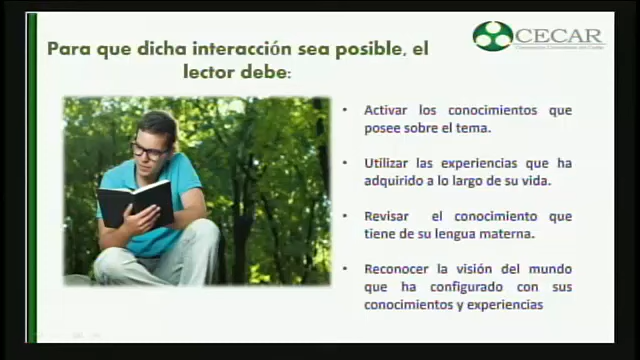 Para que dicha interacción sea posible, el
lector debe:
CECAR
• Activar los conocimientos que
posee sobre el tema.
• Utilizar las experiencias que ha
adquirido a lo largo de su vida.
• Revisar el conocimiento que
tiene de su lengua materna.
• Reconocer la visión del mundo
que ha configurado con sus
conocimientos y experiencias